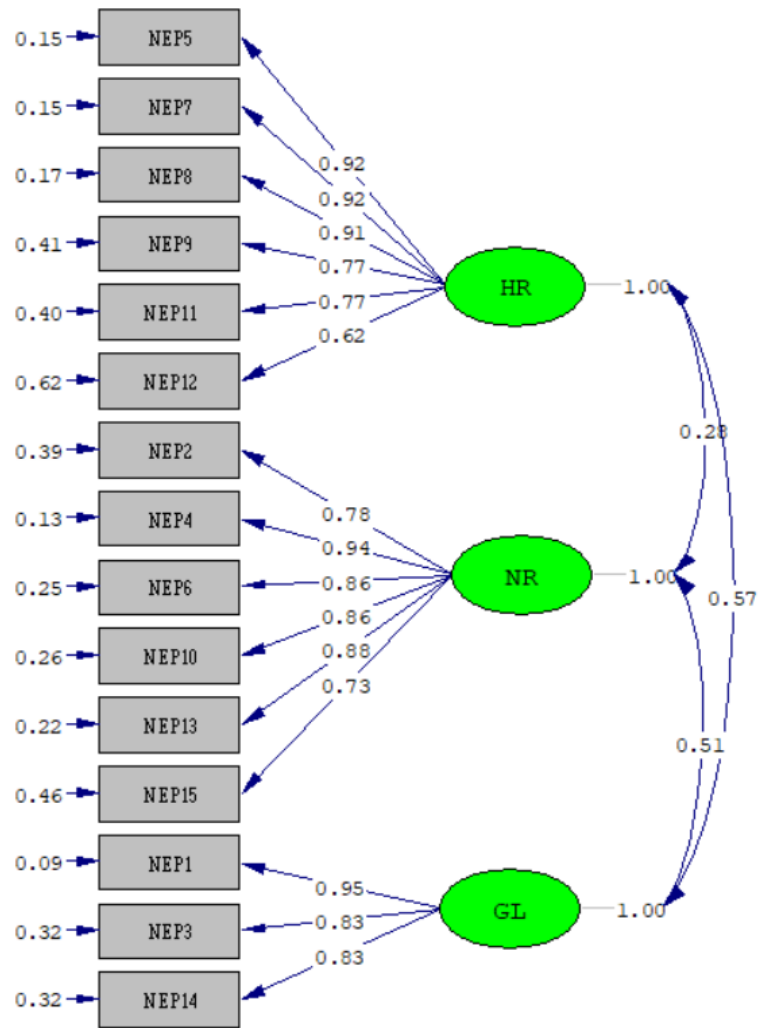 0.15 NEP5
0.15 NEP7
0.92
0.17 NEP8
0.92
0.91
0.41 NEP9
0.77
HR 1.00
0.40 NEP11
0.77
0.62
0.62 NEP12
0.28
0.39 NEP2
0.78
0.13 NEP4
0.94
0.25 NEP6
0.86
NR 1.00
0.57
0.86
0.26 NEP10
0.88
0.73
0.22 NEP13
0.51
0.46 NEP15
0.09 NEP1
0.95
GL 1.00
0.32 NEP3
0.83
0.83
0.32 NEP14